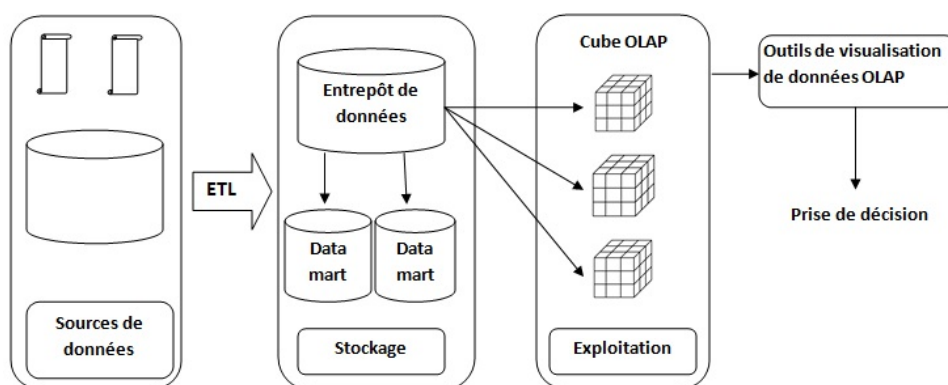 Sources de
données
ETL
Entrepôt de
données
Data
mart
Data
mart
Stockage
Cube OLAP
Exploitation
Outils de visualisation
de données OLAP
Prise de décision